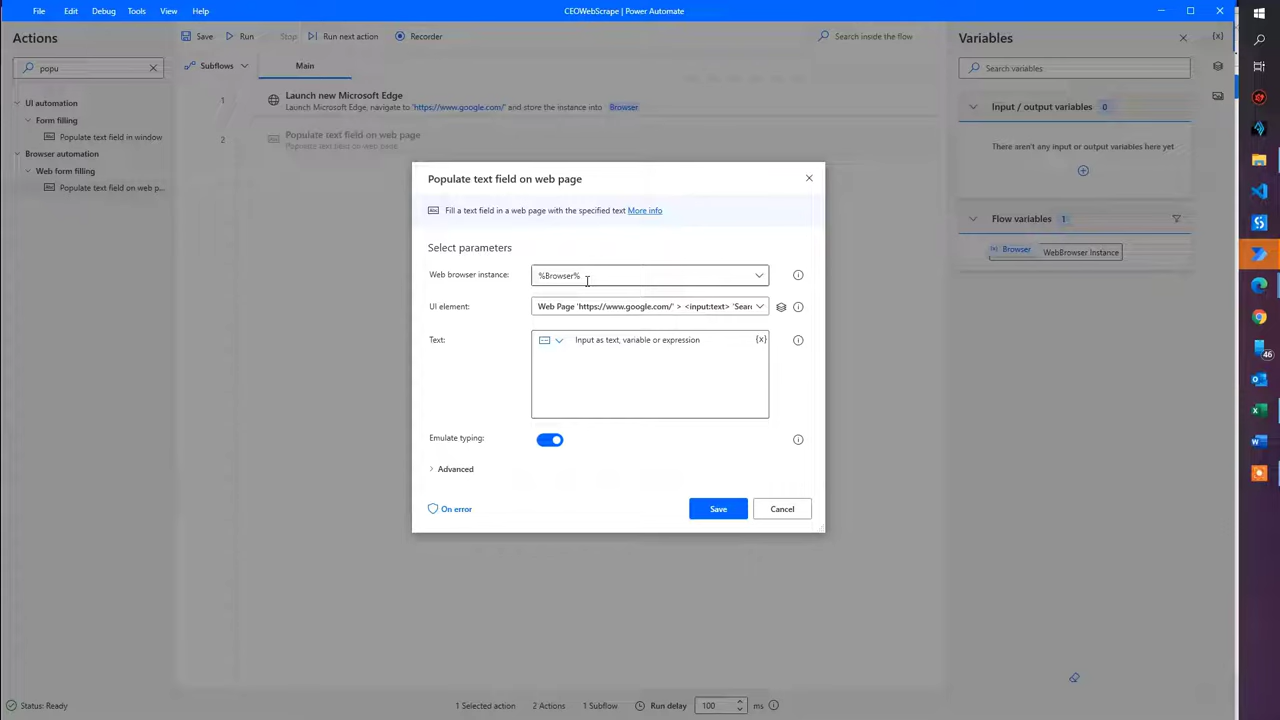 File Edit Debug Tools View Help
CEOWebScrape | Power Automate
Actions
popu
UI automation
Form filling
Populate text field in window
Browser automation
Web form filling
Populate text field on web p...
Save Run Stop Run next action Recorder
Search inside the flow
Subflows
Main
1
Launch new Microsoft Edge
Launch Microsoft Edge, navigate to 'https://www.google.com/' and store the instance into Browser
2
Populate text field on web page
Populate text field on web page
Populate text field on web page
Abc Fill a text field in a web page with the specified text More info
Select parameters
Web browser instance: %Browser%
UI element: Web Page 'https://www.google.com/' > <input:text> 'Sear
Text: Input as text, variable or expression {x}
Emulate typing:
Advanced
On error
Save
Cancel
Variables
{x}
Search variables
Input / output variables 0
There aren't any input or output variables here yet
Flow variables 1
(x) Browser WebBrowser Instance
46
Status: Ready
1 Selected action 2 Actions 1 Subflow Run delay 100 ms